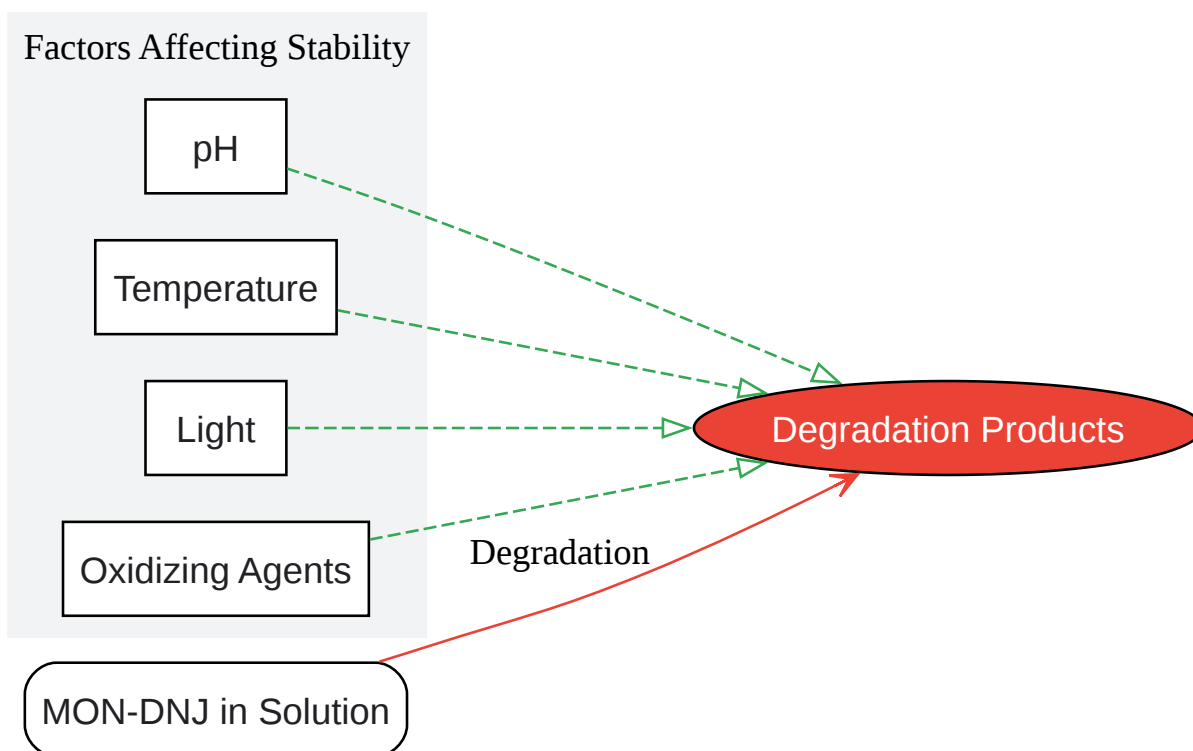 Factors Affecting Stability
pH
Temperature
Light
Degradation Products
Degradation
Oxidizing Agents
MON-DNJ in Solution